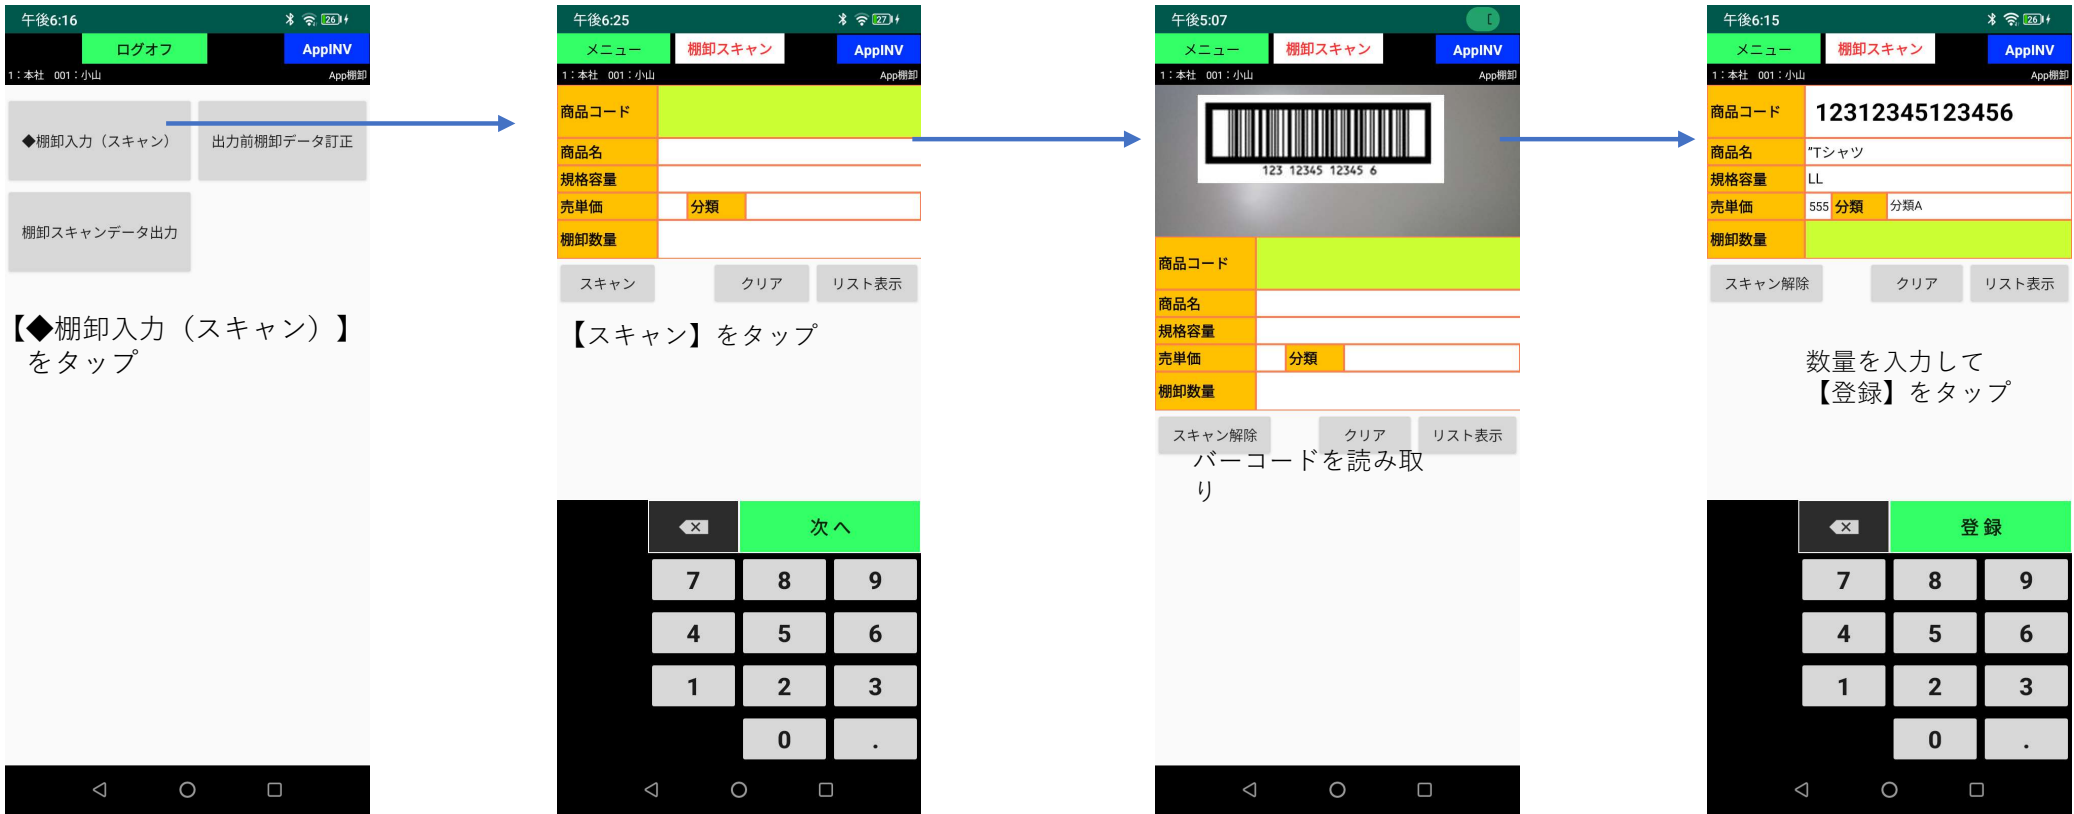 午後6:16
26
ログオフ
AppINV
1：本社 001：小山
App棚卸
◆棚卸入力（スキャン）
出力前棚卸データ訂正
棚卸スキャンデータ出力
【◆棚卸入力（スキャン）】
をタップ
午後6:25
27
メニュー
棚卸スキャン
AppINV
1：本社 001：小山
App棚卸
商品コード
商品名
規格容量
売単価
分類
棚卸数量
スキャン
クリア
リスト表示
【スキャン】をタップ
次へ
7 8 9
4 5 6
1 2 3
0 .
午後5:07
メニュー
棚卸スキャン
AppINV
1：本社 001：小山
App棚卸
123 12345 12345 6
商品コード
商品名
規格容量
売単価
分類
棚卸数量
スキャン解除
クリア
リスト表示
バーコードを読み取
り
午後6:15
26
メニュー
棚卸スキャン
AppINV
1：本社 001：小山
App棚卸
商品コード
12312345123456
商品名
"Tシャツ
規格容量
LL
売単価
555
分類
分類A
棚卸数量
スキャン解除
クリア
リスト表示
数量を入力して
【登録】をタップ
登録
7 8 9
4 5 6
1 2 3
0 .